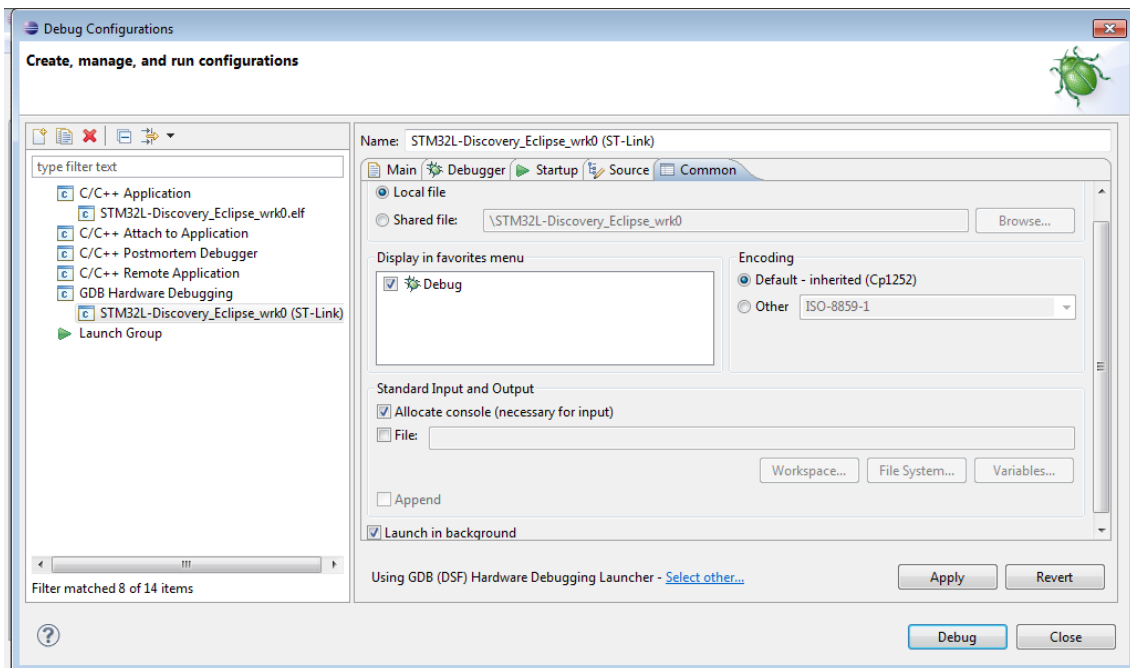 Debug Configurations
Create, manage, and run configurations
type filter text
C/C++ Application
STM32L-Discovery_Eclipse_wrk0.elf
C/C++ Attach to Application
C/C++ Postmortem Debugger
C/C++ Remote Application
GDB Hardware Debugging
STM32L-Discovery_Eclipse_wrk0 (ST-Link)
Launch Group
Filter matched 8 of 14 items
Name: STM32L-Discovery_Eclipse_wrk0 (ST-Link)
Main Debugger Startup Source Common
Local file
Shared file: \STM32L-Discovery_Eclipse_wrk0 Browse...
Display in favorites menu
Debug
Encoding
Default - inherited (Cp1252)
Other ISO-8859-1
Standard Input and Output
Allocate console (necessary for input)
File:
Workspace... File System... Variables...
Append
Launch in background
Using GDB (DSF) Hardware Debugging Launcher - Select other... Apply Revert
? Debug Close